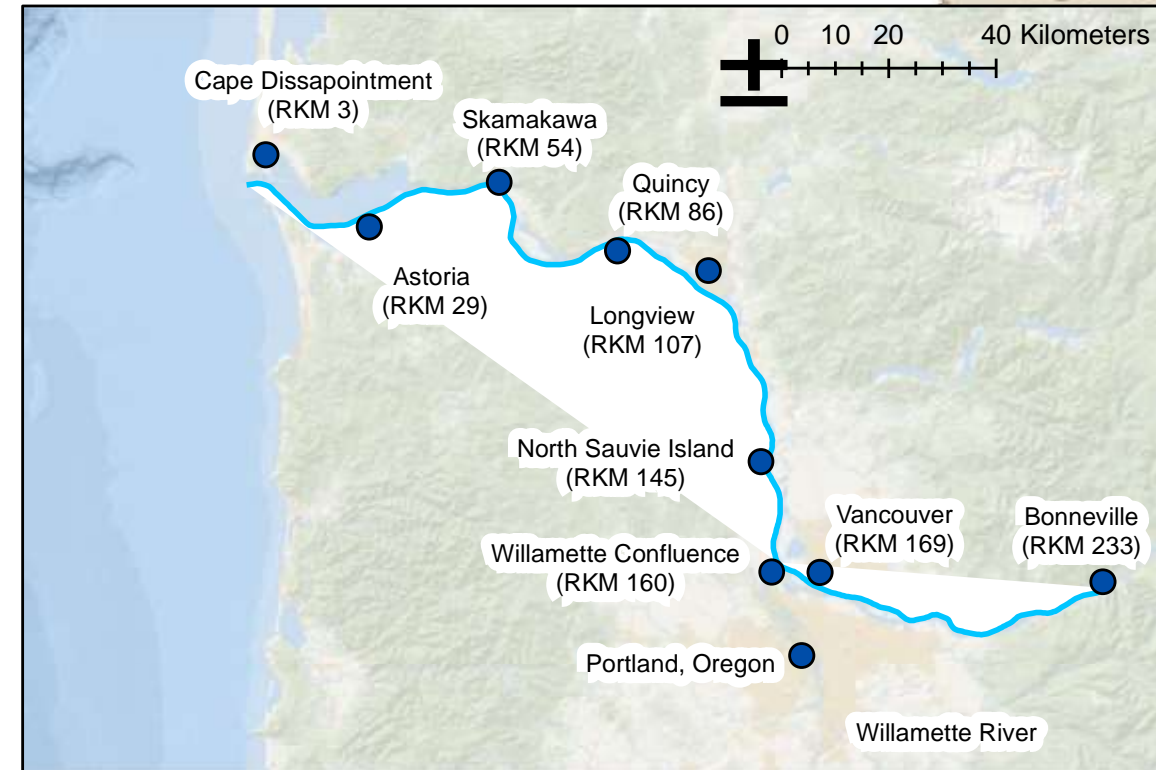 0 10 20 40 Kilometers
Cape Dissapointment
(RKM 3)
Skamakawa
(RKM 54)
Quincy
(RKM 86)
Astoria
(RKM 29)
Longview
(RKM 107)
North Sauvie Island
(RKM 145)
Vancouver
(RKM 169)
Bonneville
(RKM 233)
Willamette Confluence
(RKM 160)
Portland, Oregon
Willamette River